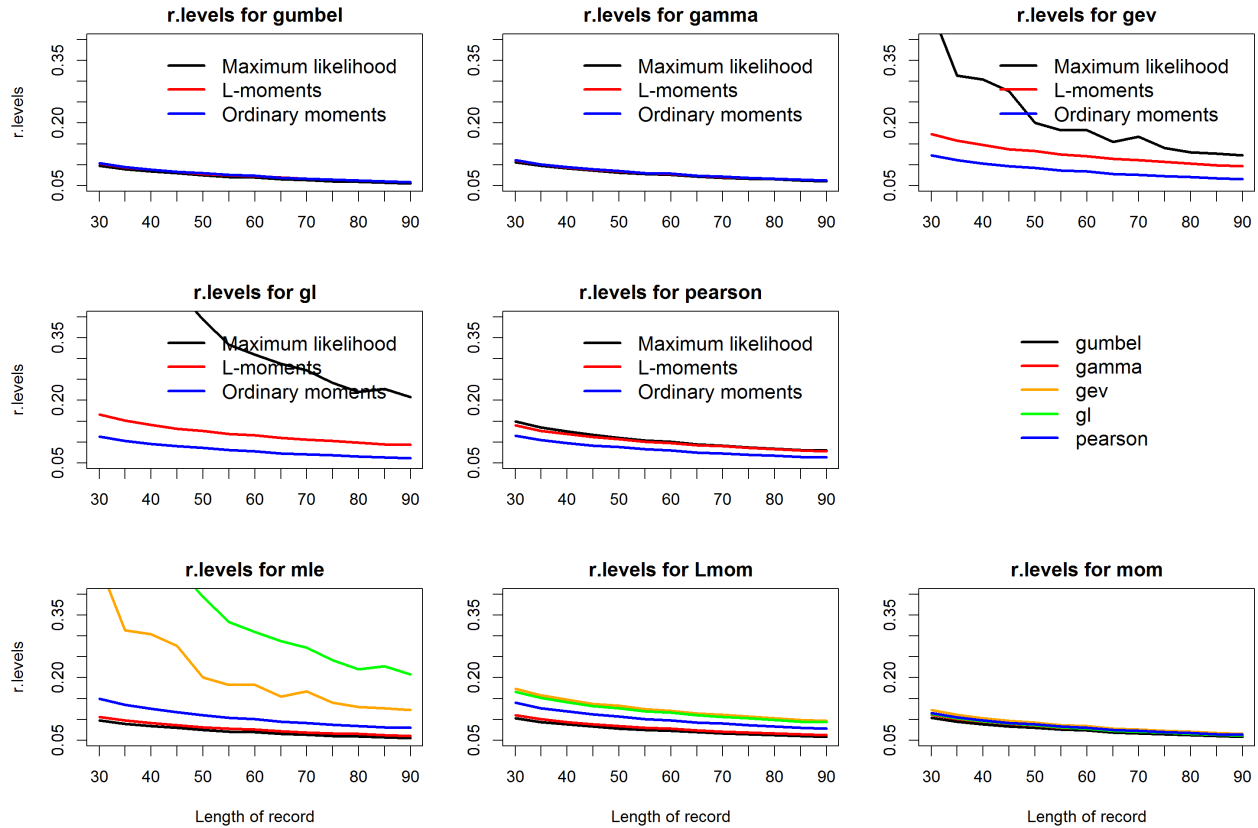 r.levels for gumbel
r.levels
0.05 0.20 0.35
Maximum likelihood
L-moments
Ordinary moments
30 40 50 60 70 80 90
r.levels for gamma
0.05 0.20 0.35
Maximum likelihood
L-moments
Ordinary moments
30 40 50 60 70 80 90
r.levels for gev
0.05 0.20 0.35
Maximum likelihood
L-moments
Ordinary moments
30 40 50 60 70 80 90
r.levels for gl
r.levels
0.05 0.20 0.35
Maximum likelihood
L-moments
Ordinary moments
30 40 50 60 70 80 90
r.levels for pearson
0.05 0.20 0.35
Maximum likelihood
L-moments
Ordinary moments
30 40 50 60 70 80 90
gumbel
gamma
gev
gl
pearson
r.levels for mle
r.levels
0.05 0.20 0.35
30 40 50 60 70 80 90
Length of record
r.levels for Lmom
0.05 0.20 0.35
30 40 50 60 70 80 90
Length of record
r.levels for mom
0.05 0.20 0.35
30 40 50 60 70 80 90
Length of record